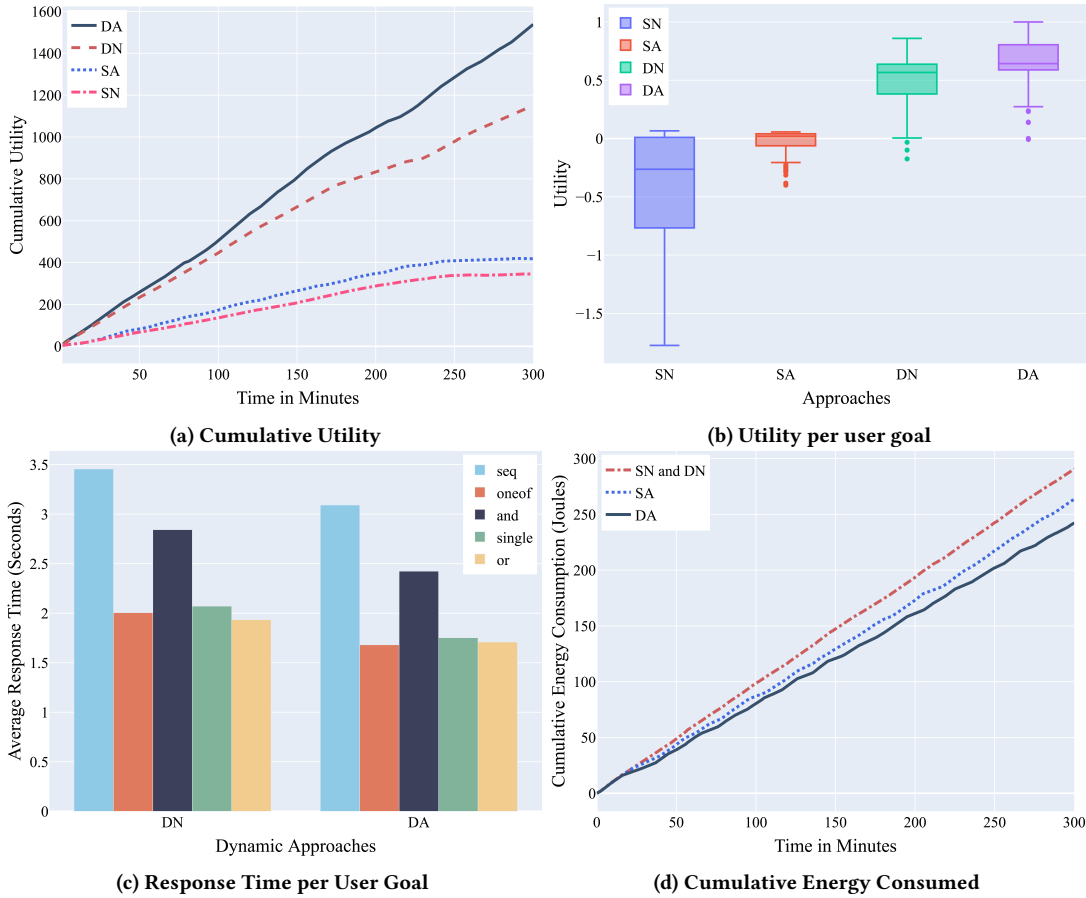 1600
1400
1200
1000
800
600
400
200
0
Cumulative Utility
DA
DN
SA
SN
50
100
150
200
250
300
Time in Minutes
(a) Cumulative Utility
1
0.5
0
−0.5
−1
−1.5
Utility
SN
SA
DN
DA
SN
SA
DN
DA
Approaches
(b) Utility per user goal
3.5
3
2.5
2
1.5
1
0.5
0
Average Response Time (Seconds)
seq
oneof
and
single
or
DN
DA
Dynamic Approaches
(c) Response Time per User Goal
300
250
200
150
100
50
0
Cumulative Energy Consumption (Joules)
SN and DN
SA
DA
0
50
100
150
200
250
300
Time in Minutes
(d) Cumulative Energy Consumed